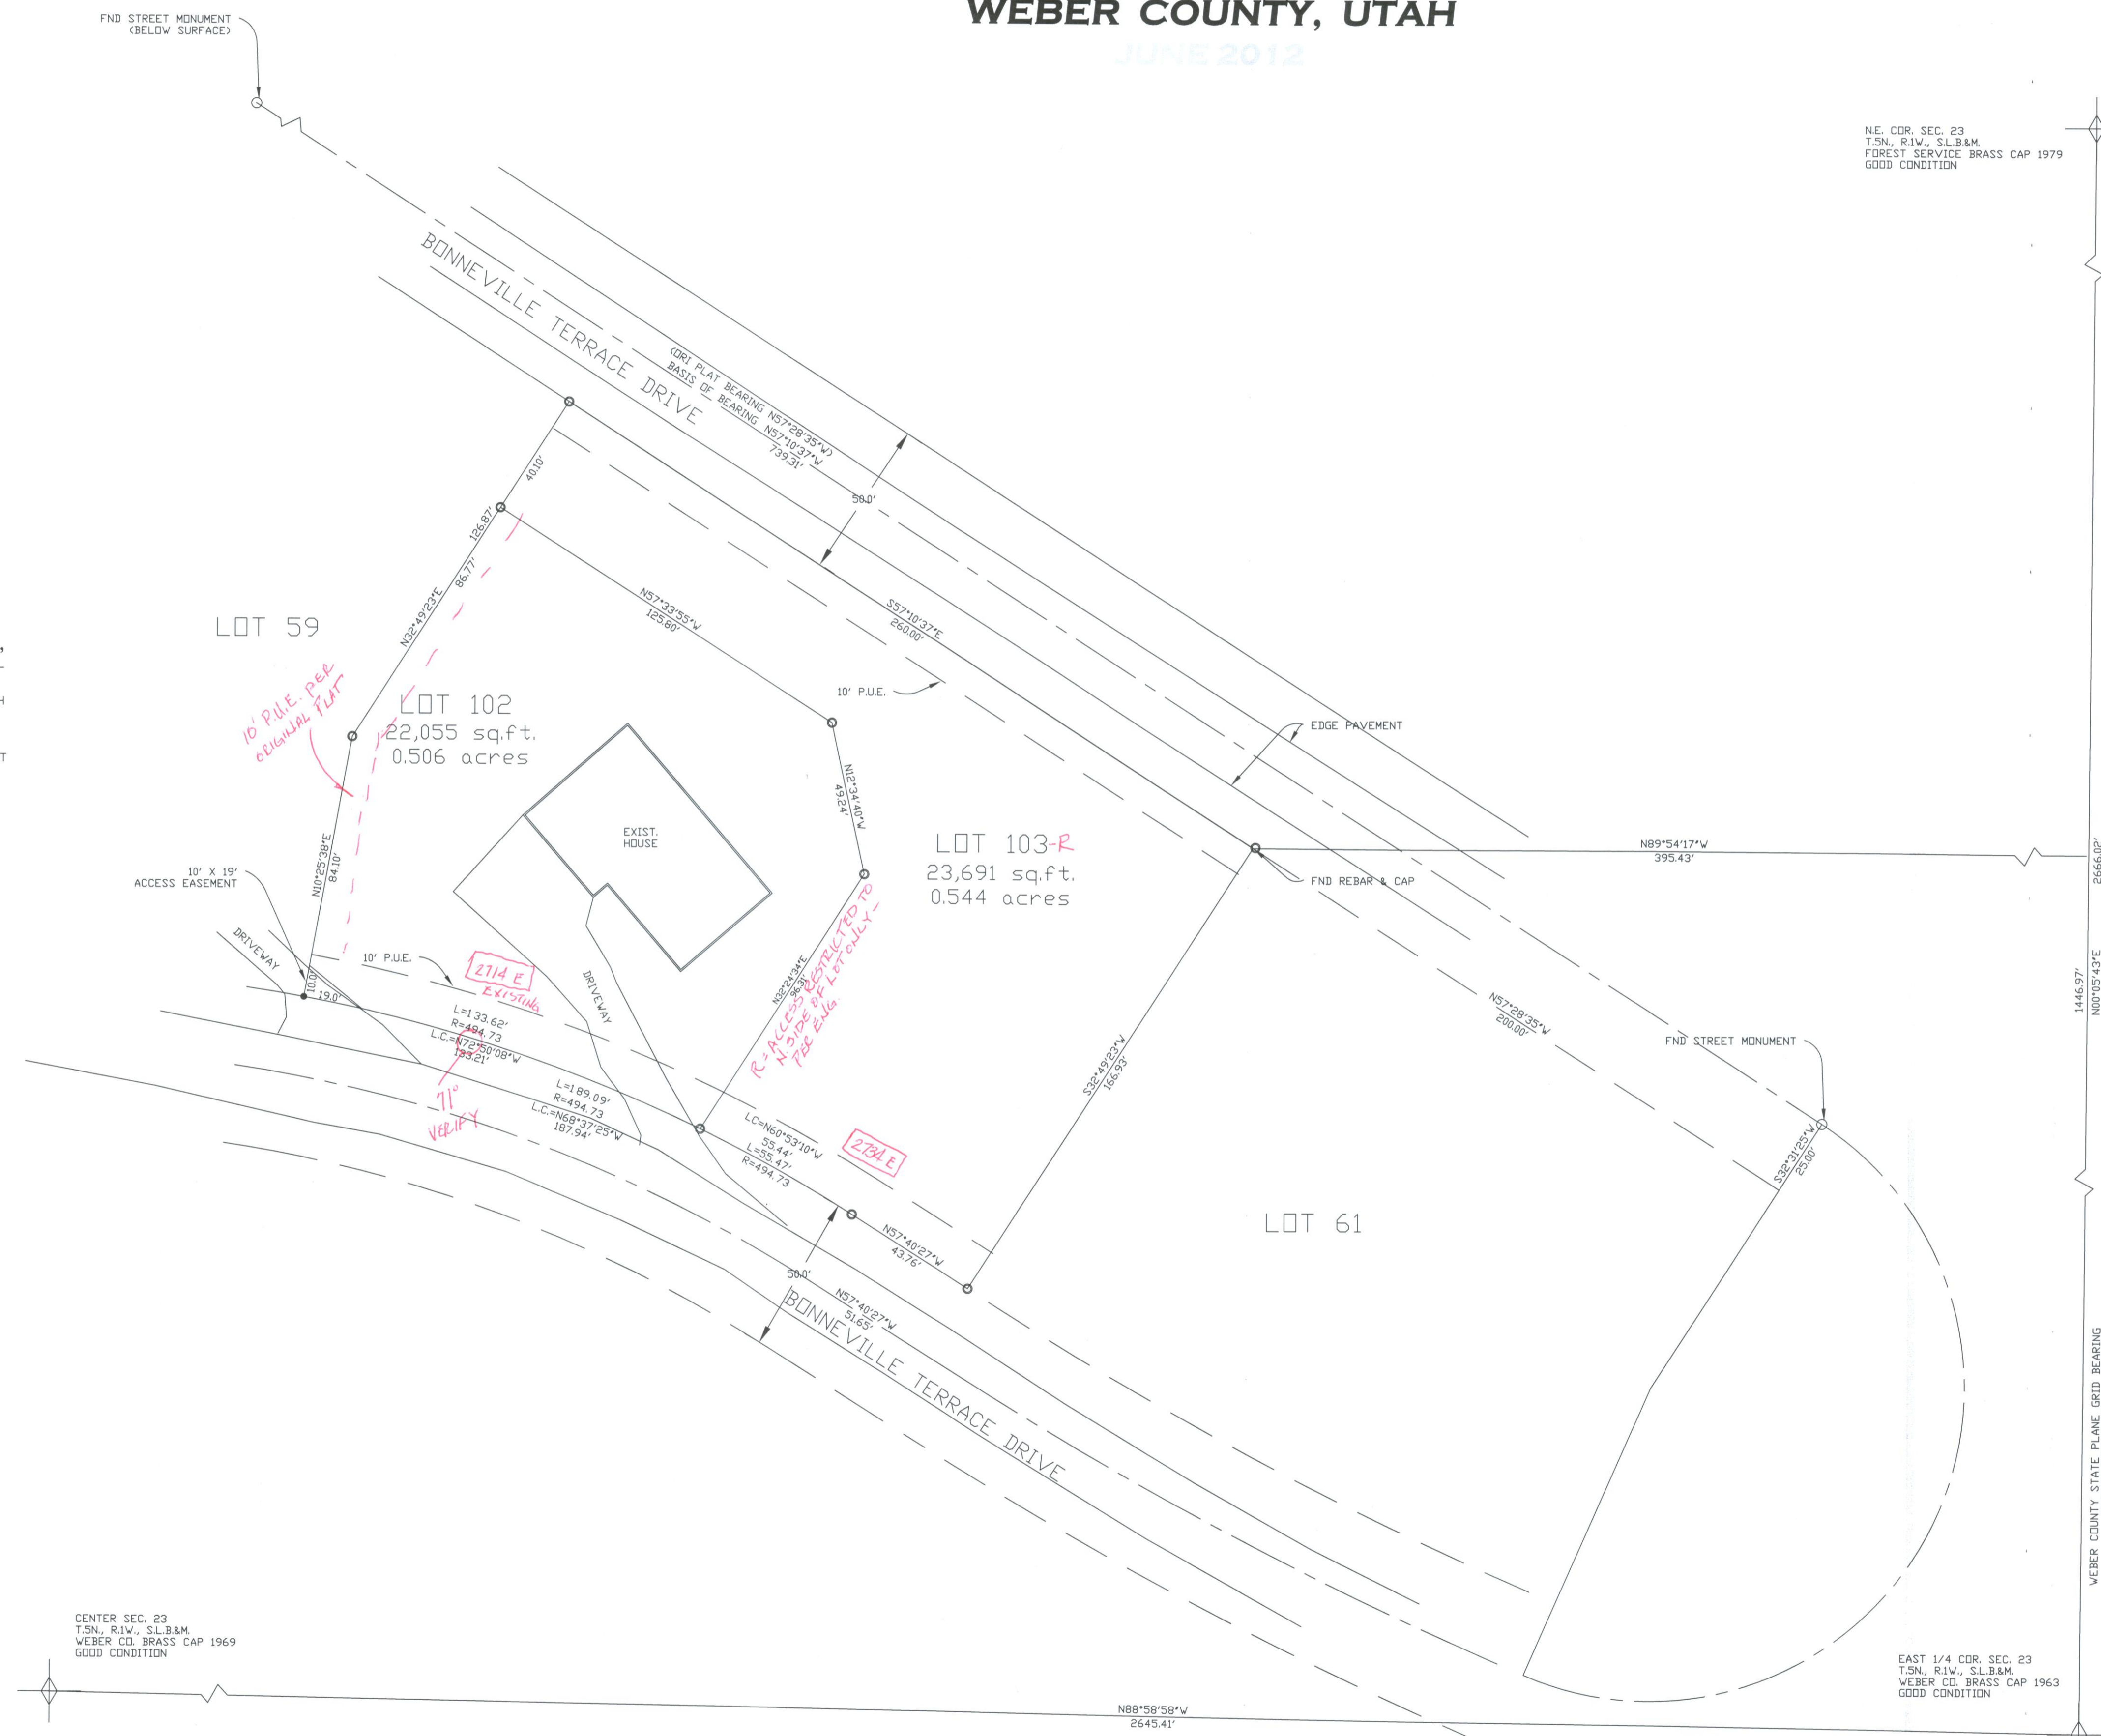 WEBER COUNTY, UTAH
JUNE 2012
FND STREET MONUMENT
(BELOW SURFACE)
N.E. COR. SEC. 23
T.5N., R.1W., S.L.B.&M.
FOREST SERVICE BRASS CAP 1979
GOOD CONDITION
BONNEVILLE TERRACE DRIVE
(ORI PLAT BEARING N57°28'35"W)
BASIS OF BEARING N57°10'37"W
739.31'
50.0'
40.10'
126.87'
86.77'
N32°49'23"E
N57°33'55"W
125.80'
S57°10'37"E
260.00'
LOT 59
10' P.U.E. PER
ORIGINAL PLAT
LOT 102
22,055 sq.ft.
0.506 acres
10' P.U.E.
EDGE PAVEMENT
EXIST.
HOUSE
N12°34'40"W
49.24'
LOT 103-R
23,691 sq.ft.
0.544 acres
N89°54'17"W
395.43'
FND REBAR & CAP
2666.02'
N10°25'38"E
84.10'
10' X 19'
ACCESS EASEMENT
DRIVEWAY
10.0'
19.0'
10' P.U.E.
2714 E
EXISTING
DRIVEWAY
N32°24'34"E
96.31'
R = ACCESS RESTRICTED TO
N. SIDE OF LOT ONLY -
PER ENG.
L=133.62'
R=494.73
L.C.=N72°50'08"W
133.21'
71°
VERIFY
L=189.09'
R=494.73
L.C.=N68°37'25"W
187.94'
LC=N60°53'10"W
55.44'
L=55.47'
R=494.73
2734 E
S32°49'23"W
166.93'
N57°28'35"W
200.00'
FND STREET MONUMENT
S32°31'25"W
25.00'
1446.97'
N00°05'43"E
LOT 61
N57°40'27"W
43.76'
50.0'
N57°40'27"W
51.65'
BONNEVILLE TERRACE DRIVE
WEBER COUNTY STATE PLANE GRID BEARING
CENTER SEC. 23
T.5N., R.1W., S.L.B.&M.
WEBER CO. BRASS CAP 1969
GOOD CONDITION
EAST 1/4 COR. SEC. 23
T.5N., R.1W., S.L.B.&M.
WEBER CO. BRASS CAP 1963
GOOD CONDITION
N88°58'58"W
2645.41'